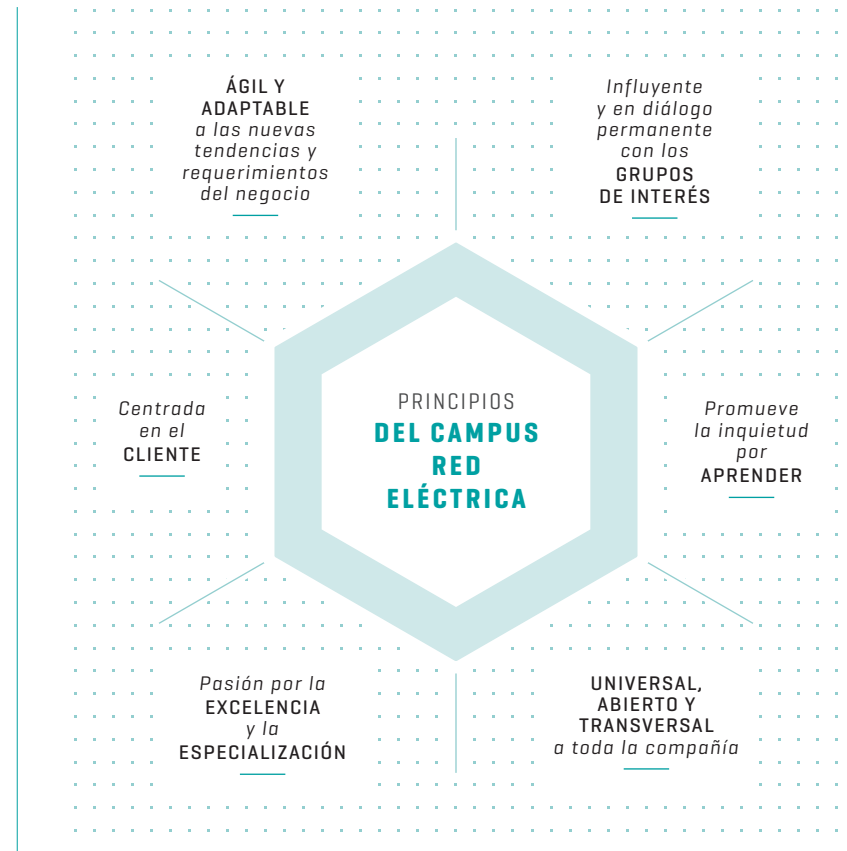 ÁGIL Y
ADAPTABLE
a las nuevas
tendencias y
requerimientos
del negocio
Influyente
y en diálogo
permanente
con los
GRUPOS
DE INTERÉS
Centrada
en el
CLIENTE
PRINCIPIOS
DEL CAMPUS
RED
ELÉCTRICA
Promueve
la inquietud
por
APRENDER
Pasión por la
EXCELENCIA
y la
ESPECIALIZACIÓN
UNIVERSAL,
ABIERTO Y
TRANSVERSAL
a toda la compañía